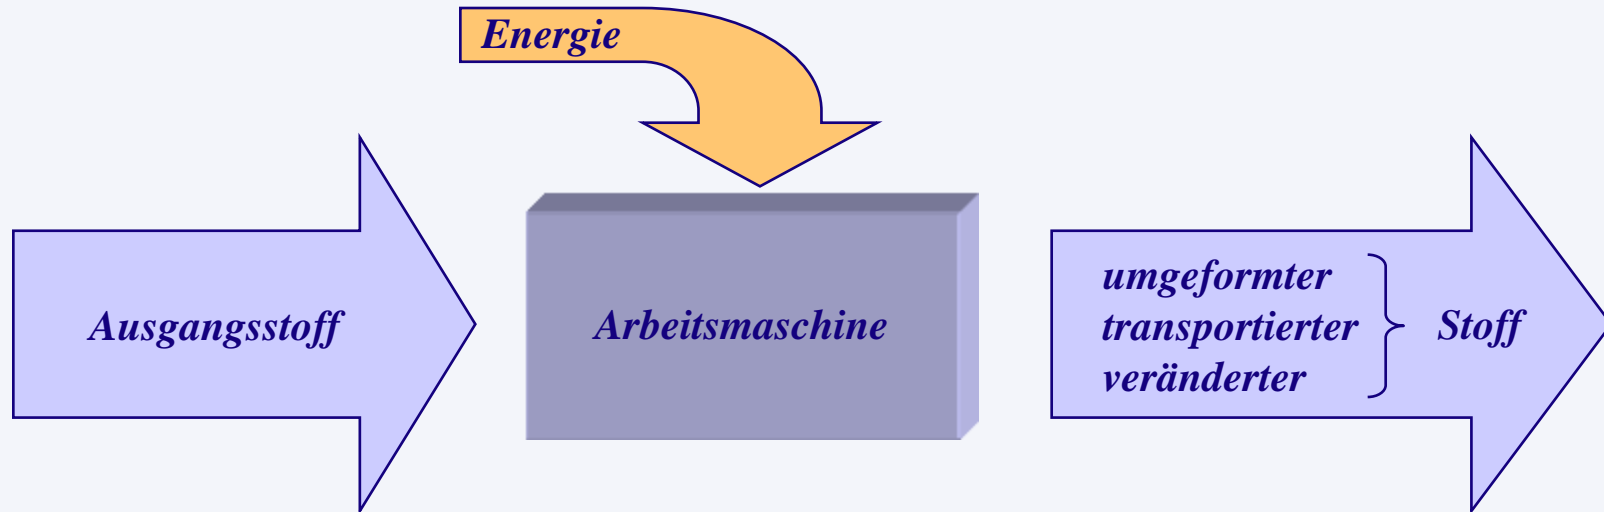 Energie
Ausgangsstoff
Arbeitsmaschine
umgeformter
transportierter
veränderter
Stoff